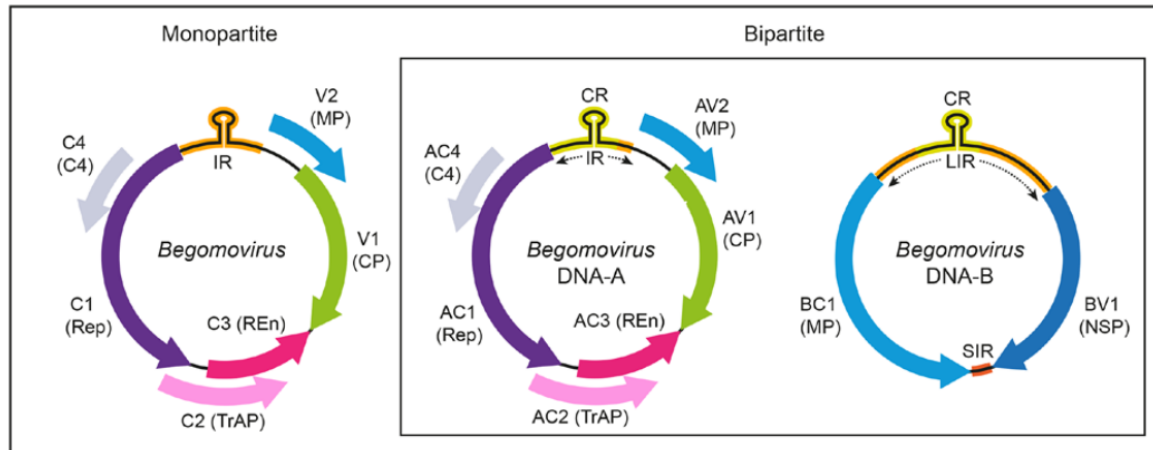 Monopartite
Bipartite
V2
(MP)
C4
(C4)
IR
Begomovirus
V1
(CP)
C1
(Rep)
C3 (REn)
C2 (TrAP)
CR
AV2
(MP)
AC4
(C4)
IR
Begomovirus
DNA-A
AV1
(CP)
AC1
(Rep)
AC3 (REn)
AC2 (TrAP)
CR
LIR
Begomovirus
DNA-B
BC1
(MP)
BV1
(NSP)
SIR